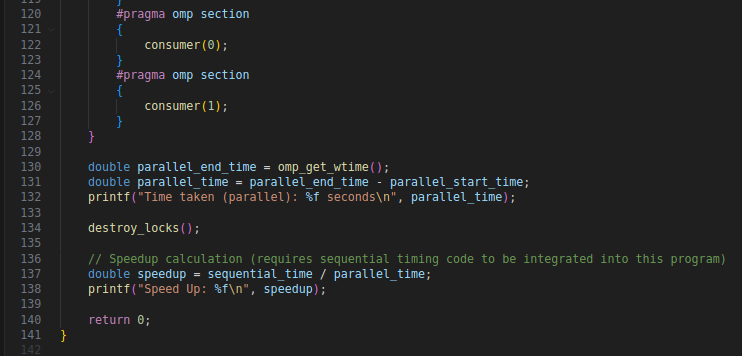 119 }
120 #pragma omp section
121 {
122 consumer(0);
123 }
124 #pragma omp section
125 {
126 consumer(1);
127 }
128 }
129
130 double parallel_end_time = omp_get_wtime();
131 double parallel_time = parallel_end_time - parallel_start_time;
132 printf("Time taken (parallel): %f seconds\n", parallel_time);
133
134 destroy_locks();
135
136 // Speedup calculation (requires sequential timing code to be integrated into this program)
137 double speedup = sequential_time / parallel_time;
138 printf("Speed Up: %f\n", speedup);
139
140 return 0;
141 }
142